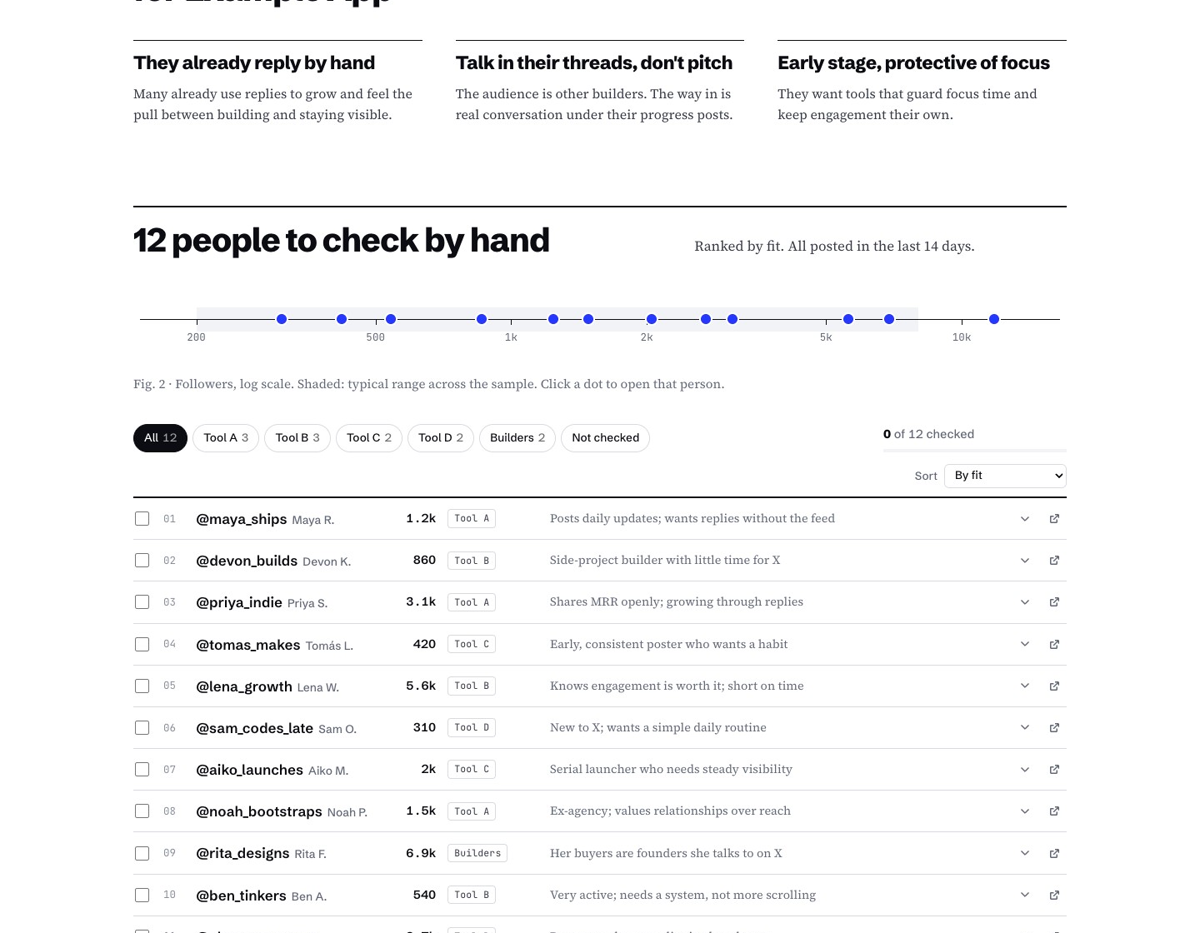 for Example App
They already reply by hand
Many already use replies to grow and feel the
pull between building and staying visible.
Talk in their threads, don't pitch
The audience is other builders. The way in is
real conversation under their progress posts.
Early stage, protective of focus
They want tools that guard focus time and
keep engagement their own.
12 people to check by hand
Ranked by fit. All posted in the last 14 days.
200 500 1k 2k 5k 10k
Fig. 2 · Followers, log scale. Shaded: typical range across the sample. Click a dot to open that person.
All 12 Tool A 3 Tool B 3 Tool C 2 Tool D 2 Builders 2 Not checked
0 of 12 checked
Sort By fit
01 @maya_ships Maya R. 1.2k Tool A Posts daily updates; wants replies without the feed
02 @devon_builds Devon K. 860 Tool B Side-project builder with little time for X
03 @priya_indie Priya S. 3.1k Tool A Shares MRR openly; growing through replies
04 @tomas_makes Tomás L. 420 Tool C Early, consistent poster who wants a habit
05 @lena_growth Lena W. 5.6k Tool B Knows engagement is worth it; short on time
06 @sam_codes_late Sam O. 310 Tool D New to X; wants a simple daily routine
07 @aiko_launches Aiko M. 2k Tool C Serial launcher who needs steady visibility
08 @noah_bootstraps Noah P. 1.5k Tool A Ex-agency; values relationships over reach
09 @rita_designs Rita F. 6.9k Builders Her buyers are founders she talks to on X
10 @ben_tinkers Ben A. 540 Tool B Very active; needs a system, not more scrolling